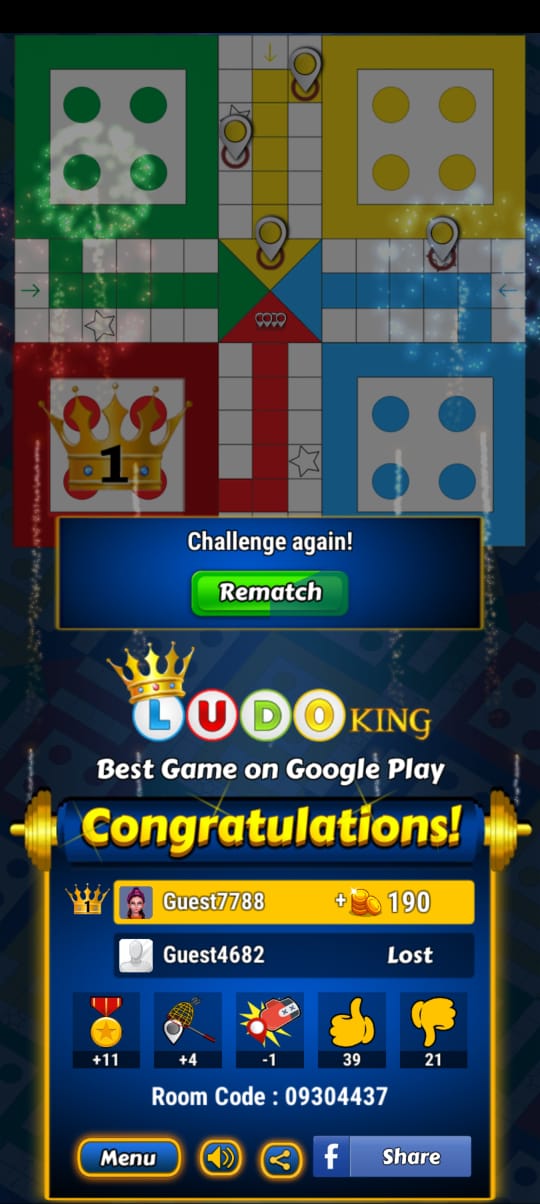 1
Challenge again!
Rematch
LUDO KING
Best Game on Google Play
Congratulations!
1 Guest7788 + 190
Guest4682 Lost
+11 +4 -1 39 21
Room Code : 09304437
Menu f Share